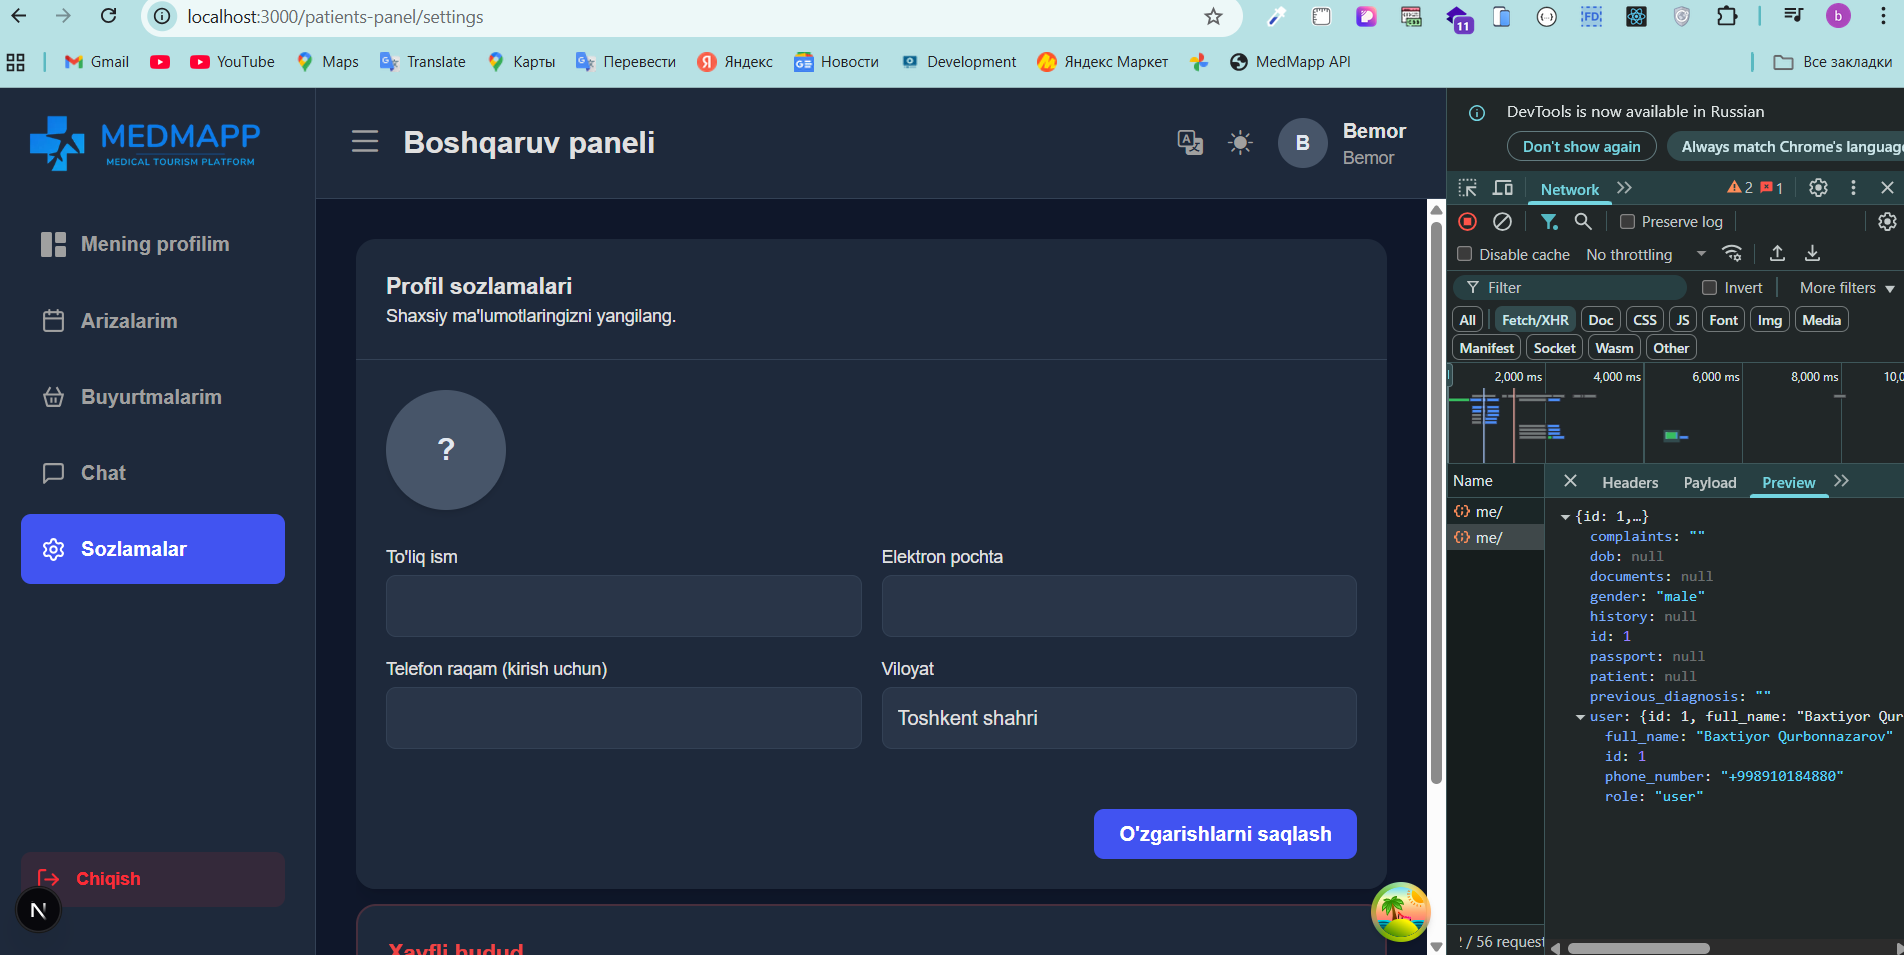 localhost:3000/patients-panel/settings
11
b
Gmail
YouTube
Maps
Translate
Карты
Перевести
Яндекс
Новости
Development
Яндекс Маркет
MedMapp API
Все закладки
MEDMAPP
MEDICAL TOURISM PLATFORM
Mening profilim
Arizalarim
Buyurtmalarim
Chat
Sozlamalar
Chiqish
N
Boshqaruv paneli
B
Bemor
Bemor
Profil sozlamalari
Shaxsiy ma'lumotlaringizni yangilang.
?
To'liq ism
Elektron pochta
Telefon raqam (kirish uchun)
Viloyat
Toshkent shahri
O'zgarishlarni saqlash
Xavfli hudud
DevTools is now available in Russian
Don't show again
Always match Chrome's language
Network
2
1
Preserve log
Disable cache
No throttling
Filter
Invert
More filters
All
Fetch/XHR
Doc
CSS
JS
Font
Img
Media
Manifest
Socket
Wasm
Other
2,000 ms
4,000 ms
6,000 ms
8,000 ms
10,0
Name
Headers
Payload
Preview
me/
me/
{id: 1,…}
complaints: ""
dob: null
documents: null
gender: "male"
history: null
id: 1
passport: null
patient: null
previous_diagnosis: ""
user: {id: 1, full_name: "Baxtiyor Qur
full_name: "Baxtiyor Qurbonnazarov"
id: 1
phone_number: "+998910184880"
role: "user"
/ 56 request